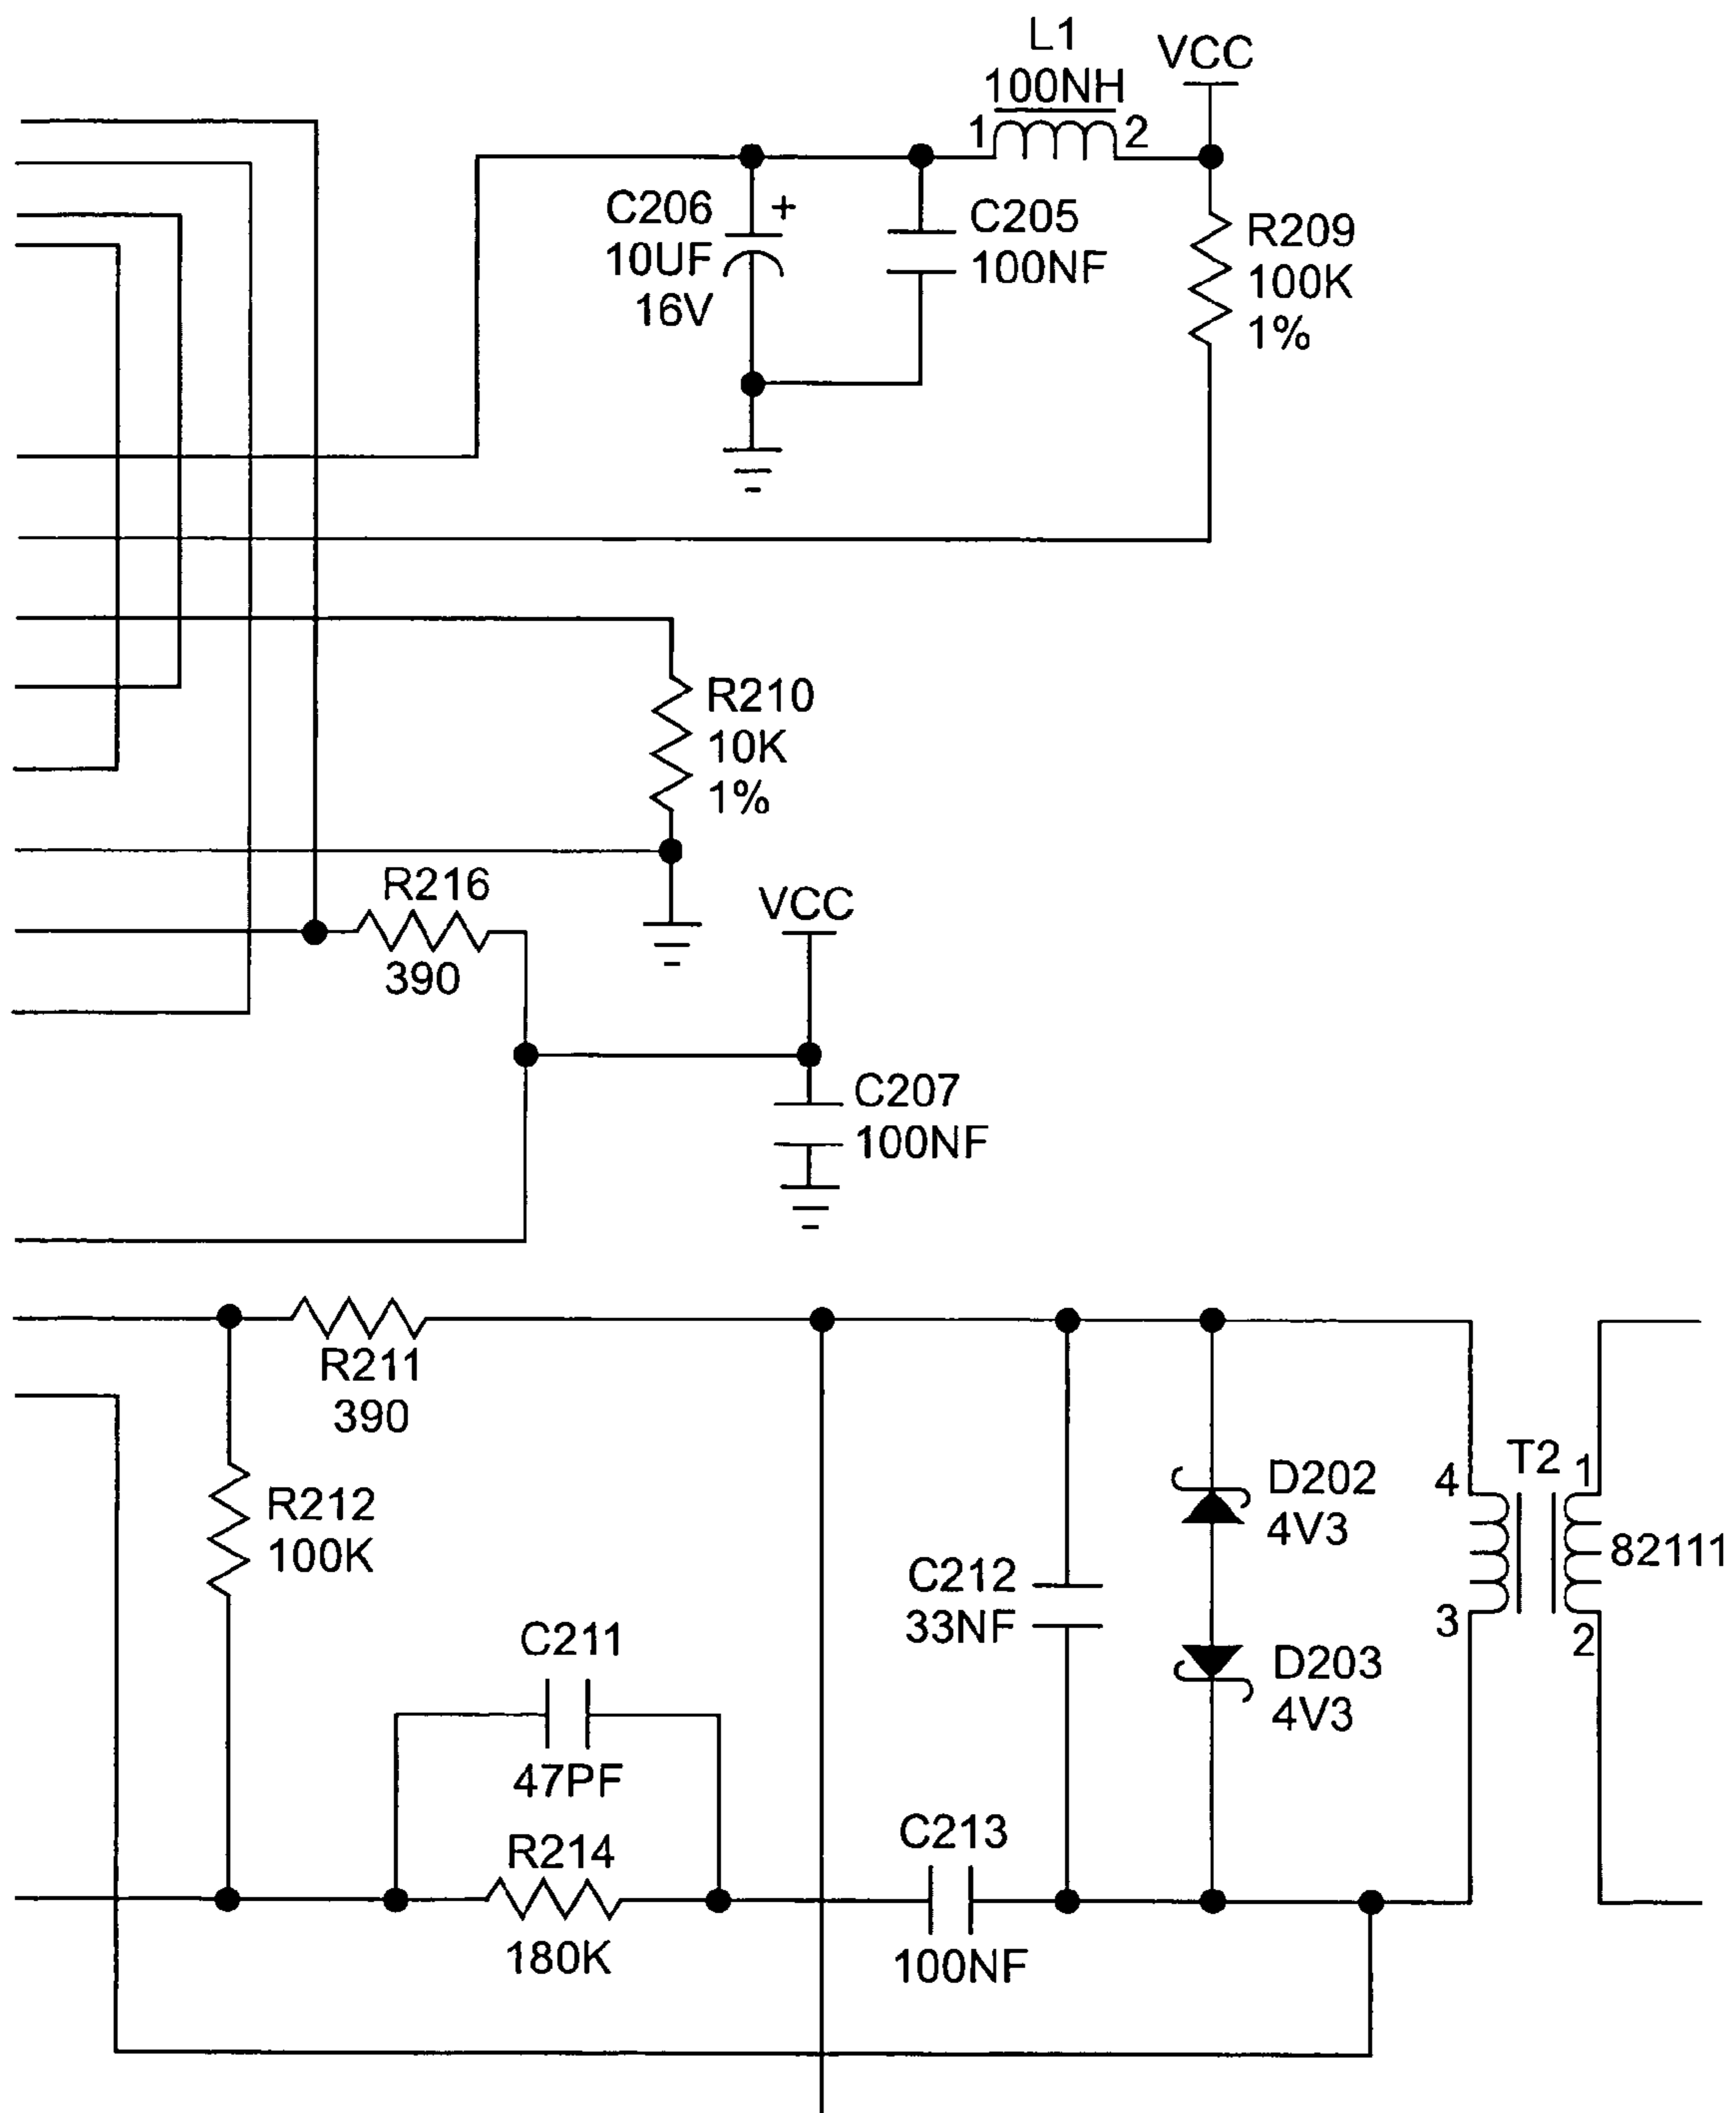 L1
100NH
VCC
1
2
C206
+
10UF
16V
C205
100NF
R209
100K
1%
R210
10K
1%
R216
390
VCC
C207
100NF
R211
390
R212
100K
C211
47PF
R214
180K
C213
100NF
C212
33NF
D202
4V3
D203
4V3
T2
4
1
3
2
82111